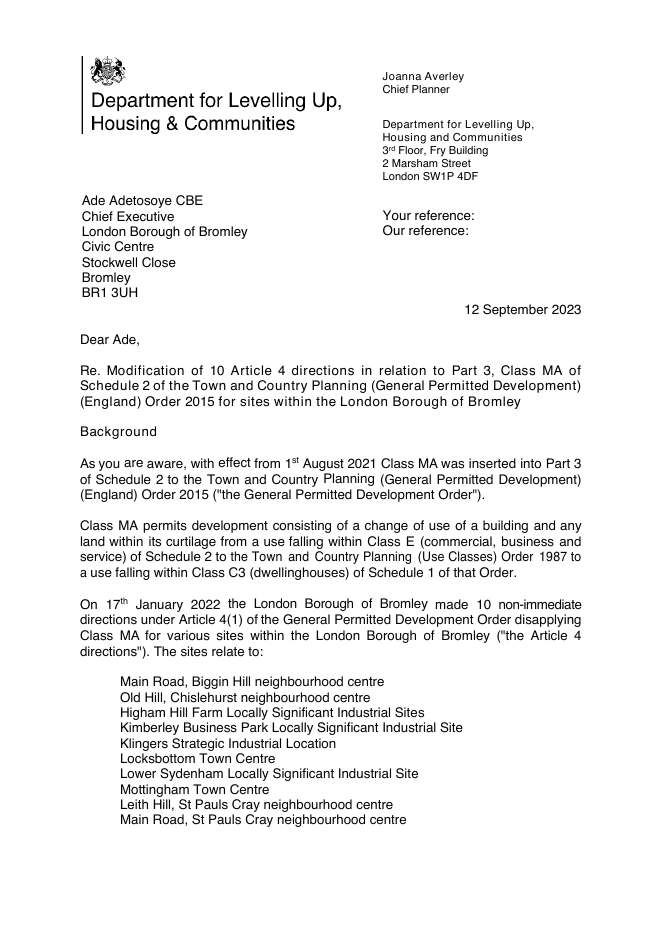 Department for Levelling Up,
Housing & Communities
Joanna Averley
Chief Planner
Department for Levelling Up,
Housing and Communities
3rd Floor, Fry Building
2 Marsham Street
London SW1P 4DF
Ade Adetosoye CBE
Chief Executive
London Borough of Bromley
Civic Centre
Stockwell Close
Bromley
BR1 3UH
Your reference:
Our reference:
12 September 2023
Dear Ade,
Re. Modification of 10 Article 4 directions in relation to Part 3, Class MA of
Schedule 2 of the Town and Country Planning (General Permitted Development)
(England) Order 2015 for sites within the London Borough of Bromley
Background
As you are aware, with effect from 1st August 2021 Class MA was inserted into Part 3
of Schedule 2 to the Town and Country Planning (General Permitted Development)
(England) Order 2015 ("the General Permitted Development Order").
Class MA permits development consisting of a change of use of a building and any
land within its curtilage from a use falling within Class E (commercial, business and
service) of Schedule 2 to the Town and Country Planning (Use Classes) Order 1987 to
a use falling within Class C3 (dwellinghouses) of Schedule 1 of that Order.
On 17th January 2022 the London Borough of Bromley made 10 non-immediate
directions under Article 4(1) of the General Permitted Development Order disapplying
Class MA for various sites within the London Borough of Bromley ("the Article 4
directions"). The sites relate to:
Main Road, Biggin Hill neighbourhood centre
Old Hill, Chislehurst neighbourhood centre
Higham Hill Farm Locally Significant Industrial Sites
Kimberley Business Park Locally Significant Industrial Site
Klingers Strategic Industrial Location
Locksbottom Town Centre
Lower Sydenham Locally Significant Industrial Site
Mottingham Town Centre
Leith Hill, St Pauls Cray neighbourhood centre
Main Road, St Pauls Cray neighbourhood centre